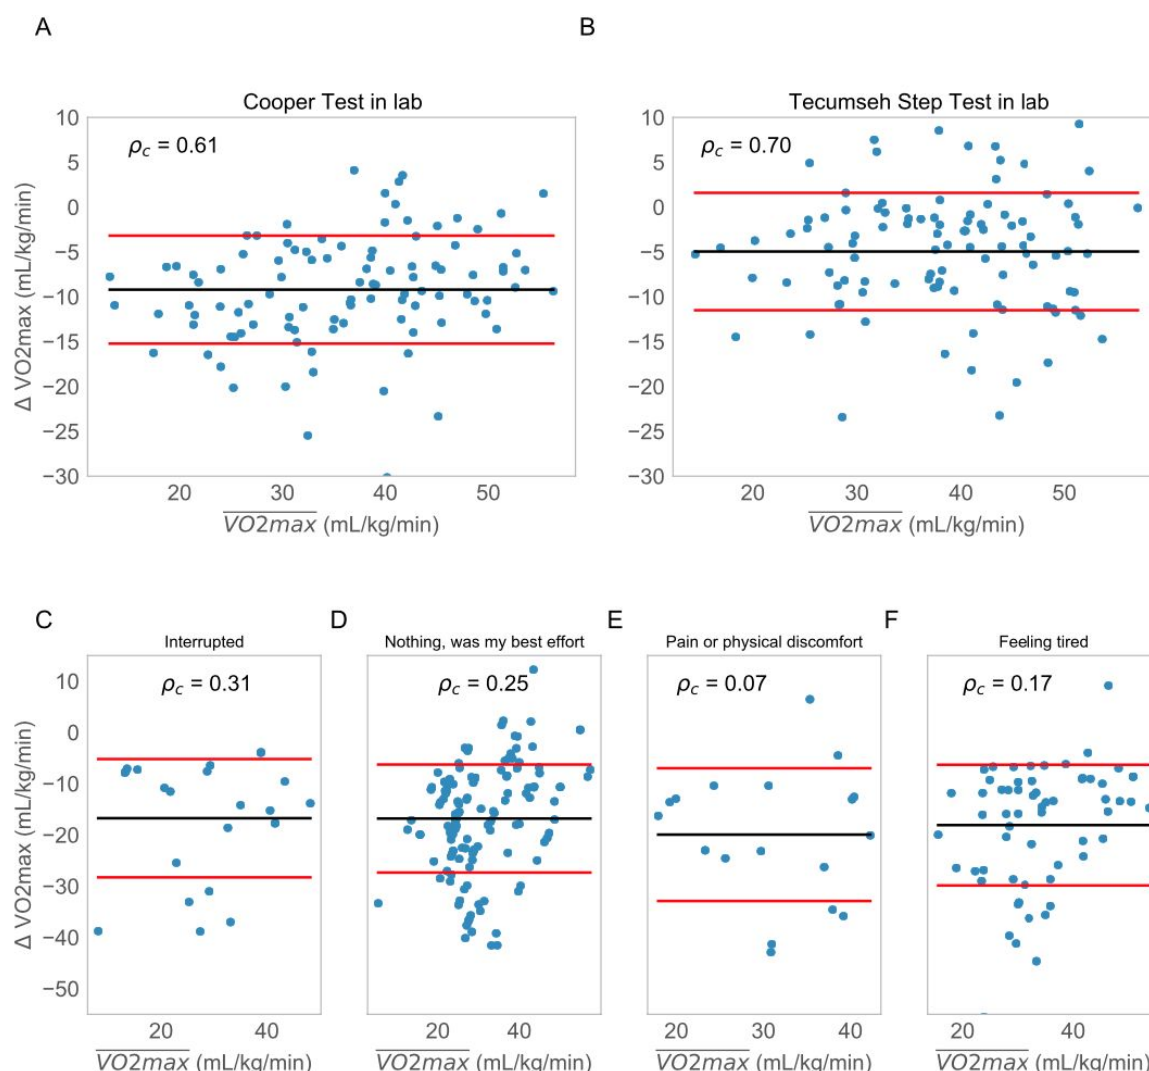 A
B
Cooper Test in lab
Tecumseh Step Test in lab
ρc = 0.61
ρc = 0.70
10
5
0
−5
−10
−15
−20
−25
−30
Δ VO2max (mL/kg/min)
20 30 40 50
VO2max (mL/kg/min)
10
5
0
−5
−10
−15
−20
−25
−30
20 30 40 50
VO2max (mL/kg/min)
C
D
E
F
Interrupted
Nothing, was my best effort
Pain or physical discomfort
Feeling tired
ρc = 0.31
ρc = 0.25
ρc = 0.07
ρc = 0.17
10
0
−10
−20
−30
−40
−50
Δ VO2max (mL/kg/min)
20 40
20 40
20 30 40
20 40
VO2max (mL/kg/min)
VO2max (mL/kg/min)
VO2max (mL/kg/min)
VO2max (mL/kg/min)